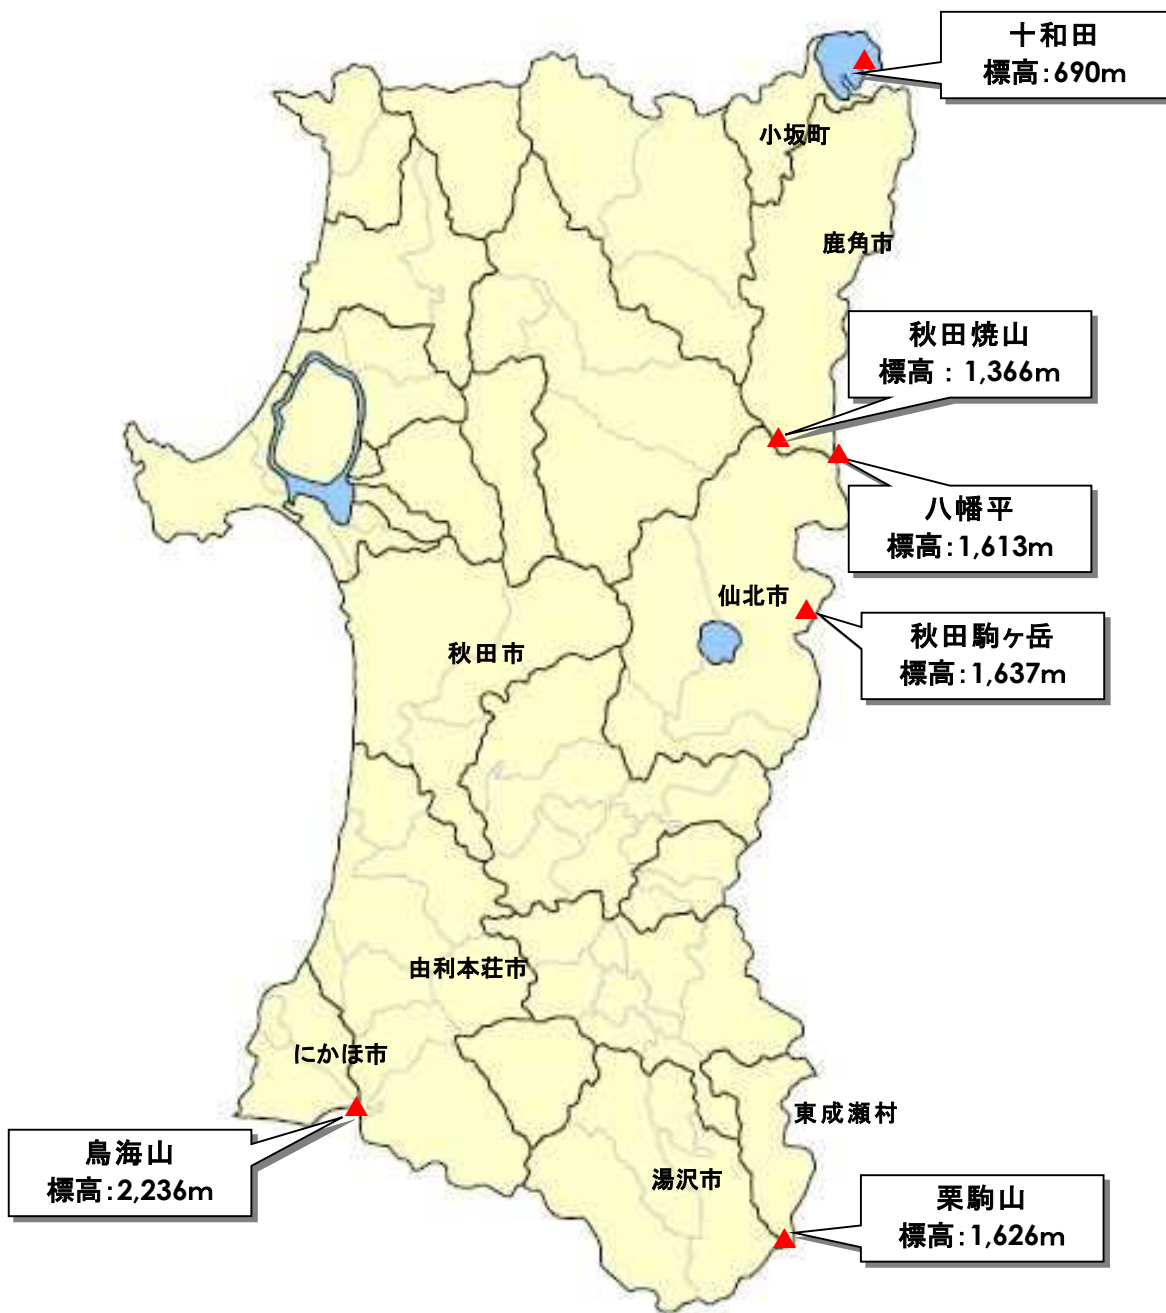 十和田
標高:690m
小坂町
鹿角市
秋田焼山
標高：1,366m
八幡平
標高:1,613m
仙北市
秋田駒ヶ岳
標高:1,637m
秋田市
由利本荘市
にかほ市
東成瀬村
鳥海山
標高:2,236m
湯沢市
栗駒山
標高:1,626m